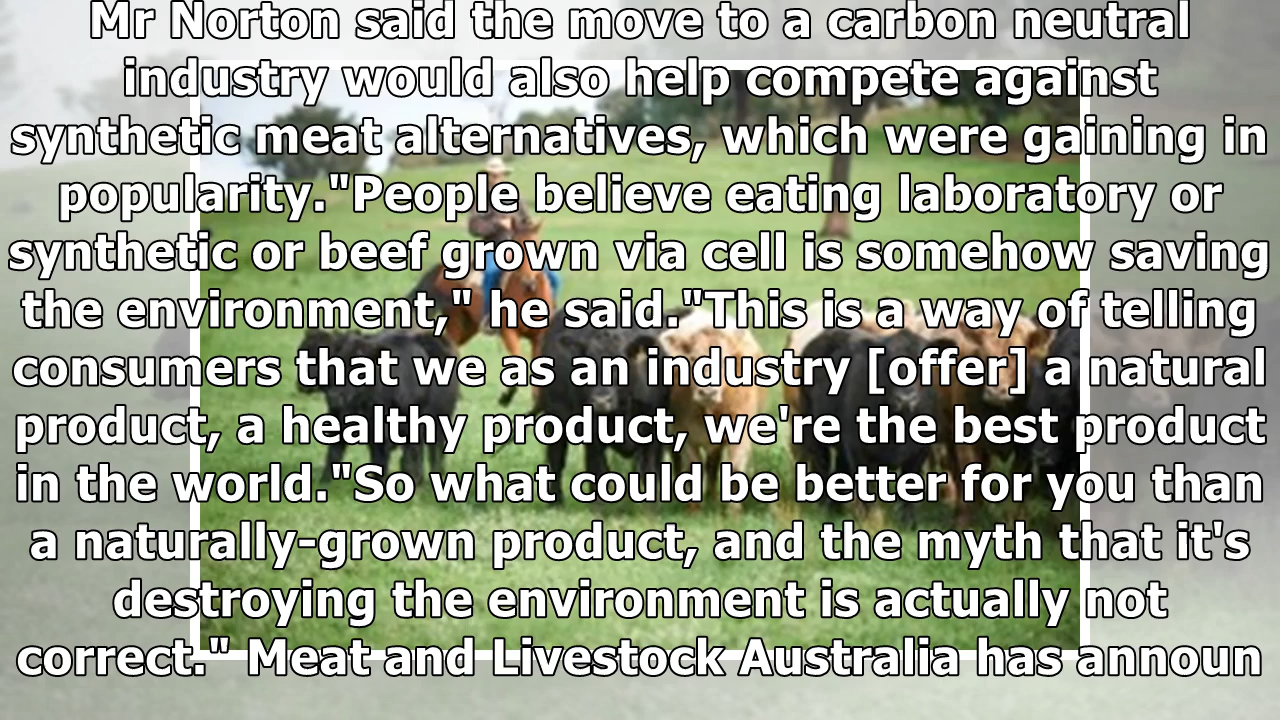 Mr Norton said the move to a carbon neutral
industry would also help compete against
synthetic meat alternatives, which were gaining in
popularity."People believe eating laboratory or
synthetic or beef grown via cell is somehow saving
the environment," he said."This is a way of telling
consumers that we as an industry [offer] a natural
product, a healthy product, we're the best product
in the world."So what could be better for you than
a naturally-grown product, and the myth that it's
destroying the environment is actually not
correct." Meat and Livestock Australia has announ